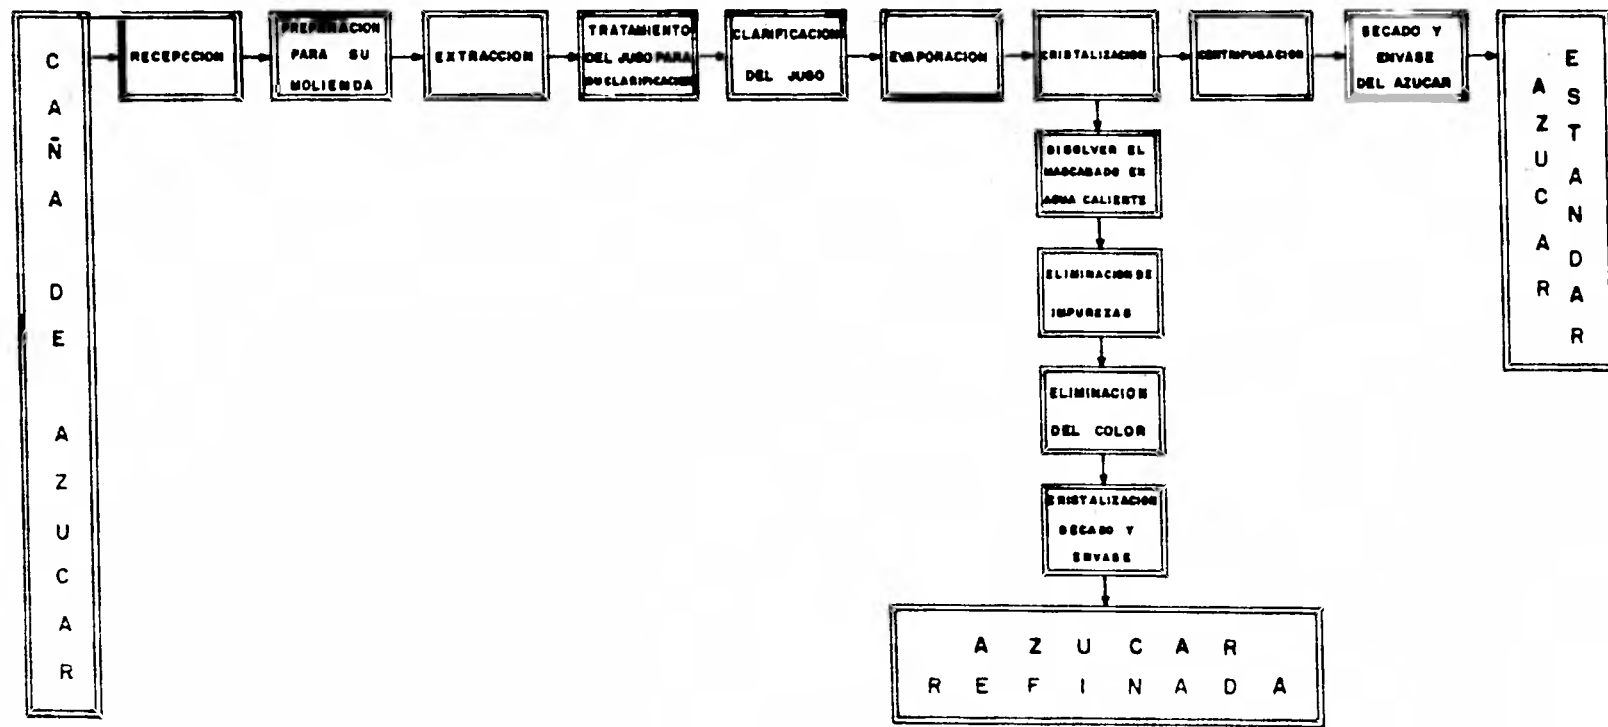 CAÑA DE AZUCAR
RECEPCCION
PREPARACION
PARA SU
MOLIENDA
EXTRACCION
TRATAMIENTO
DEL JUGO PARA
SU CLARIFICACION
CLARIFICACION
DEL JUGO
EVAPORACION
CRISTALIZACION
CENTRIFUGACION
SECADO Y
ENVASE
DEL AZUCAR
AZUCAR
ESTANDAR
DISOLVER EL
MASCABADO EN
AGUA CALIENTE
ELIMINACION DE
IMPUREZAS
ELIMINACION
DEL COLOR
CRISTALIZACION
SECADO Y
ENVASE
AZUCAR
REFINADA